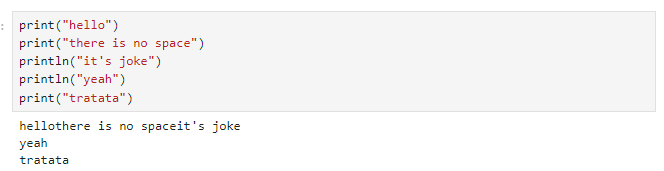 print("hello")
: print("there is no space")
println("it's joke")
println("yeah")
print("tratata")
hellothere is no spaceit's joke
yeah
tratata